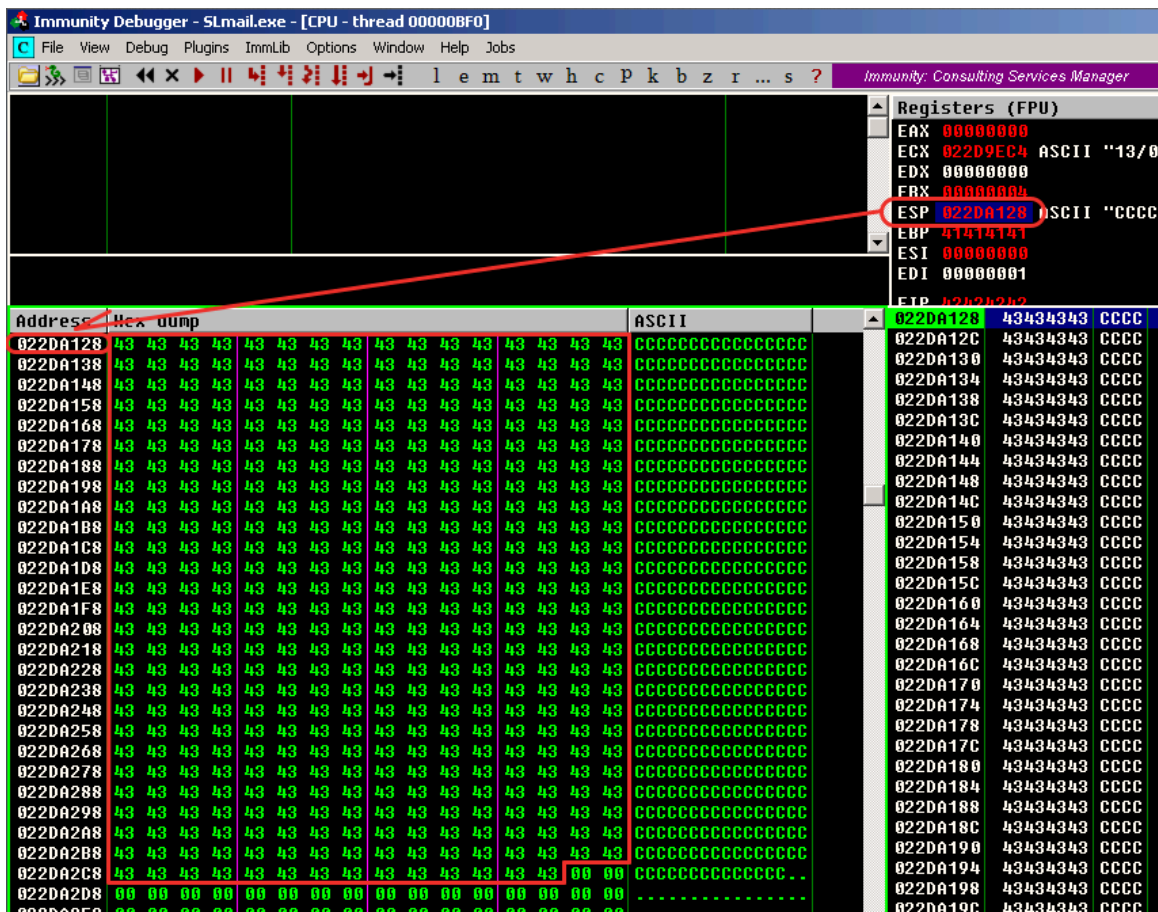 Immunity Debugger - SLmail.exe - [CPU - thread 00000BF0]
C File View Debug Plugins ImmLib Options Window Help Jobs
l e m t w h c P k b z r ... s ? Immunity: Consulting Services Manager
Registers (FPU)
EAX 00000000
ECX 022D9EC4 ASCII "13/0
EDX 00000000
EBX 00000004
ESP 022DA128 ASCII "CCCC
EBP 41414141
ESI 00000000
EDI 00000001
EIP 42424242
Address Hex dump ASCII
022DA128 43 43 43 43 43 43 43 43 43 43 43 43 43 43 43 43 CCCCCCCCCCCCCCCC
022DA138 43 43 43 43 43 43 43 43 43 43 43 43 43 43 43 43 CCCCCCCCCCCCCCCC
022DA148 43 43 43 43 43 43 43 43 43 43 43 43 43 43 43 43 CCCCCCCCCCCCCCCC
022DA158 43 43 43 43 43 43 43 43 43 43 43 43 43 43 43 43 CCCCCCCCCCCCCCCC
022DA168 43 43 43 43 43 43 43 43 43 43 43 43 43 43 43 43 CCCCCCCCCCCCCCCC
022DA178 43 43 43 43 43 43 43 43 43 43 43 43 43 43 43 43 CCCCCCCCCCCCCCCC
022DA188 43 43 43 43 43 43 43 43 43 43 43 43 43 43 43 43 CCCCCCCCCCCCCCCC
022DA198 43 43 43 43 43 43 43 43 43 43 43 43 43 43 43 43 CCCCCCCCCCCCCCCC
022DA1A8 43 43 43 43 43 43 43 43 43 43 43 43 43 43 43 43 CCCCCCCCCCCCCCCC
022DA1B8 43 43 43 43 43 43 43 43 43 43 43 43 43 43 43 43 CCCCCCCCCCCCCCCC
022DA1C8 43 43 43 43 43 43 43 43 43 43 43 43 43 43 43 43 CCCCCCCCCCCCCCCC
022DA1D8 43 43 43 43 43 43 43 43 43 43 43 43 43 43 43 43 CCCCCCCCCCCCCCCC
022DA1E8 43 43 43 43 43 43 43 43 43 43 43 43 43 43 43 43 CCCCCCCCCCCCCCCC
022DA1F8 43 43 43 43 43 43 43 43 43 43 43 43 43 43 43 43 CCCCCCCCCCCCCCCC
022DA208 43 43 43 43 43 43 43 43 43 43 43 43 43 43 43 43 CCCCCCCCCCCCCCCC
022DA218 43 43 43 43 43 43 43 43 43 43 43 43 43 43 43 43 CCCCCCCCCCCCCCCC
022DA228 43 43 43 43 43 43 43 43 43 43 43 43 43 43 43 43 CCCCCCCCCCCCCCCC
022DA238 43 43 43 43 43 43 43 43 43 43 43 43 43 43 43 43 CCCCCCCCCCCCCCCC
022DA248 43 43 43 43 43 43 43 43 43 43 43 43 43 43 43 43 CCCCCCCCCCCCCCCC
022DA258 43 43 43 43 43 43 43 43 43 43 43 43 43 43 43 43 CCCCCCCCCCCCCCCC
022DA268 43 43 43 43 43 43 43 43 43 43 43 43 43 43 43 43 CCCCCCCCCCCCCCCC
022DA278 43 43 43 43 43 43 43 43 43 43 43 43 43 43 43 43 CCCCCCCCCCCCCCCC
022DA288 43 43 43 43 43 43 43 43 43 43 43 43 43 43 43 43 CCCCCCCCCCCCCCCC
022DA298 43 43 43 43 43 43 43 43 43 43 43 43 43 43 43 43 CCCCCCCCCCCCCCCC
022DA2A8 43 43 43 43 43 43 43 43 43 43 43 43 43 43 43 43 CCCCCCCCCCCCCCCC
022DA2B8 43 43 43 43 43 43 43 43 43 43 43 43 43 43 43 43 CCCCCCCCCCCCCCCC
022DA2C8 43 43 43 43 43 43 43 43 43 43 43 43 43 43 00 00 CCCCCCCCCCCCCC..
022DA2D8 00 00 00 00 00 00 00 00 00 00 00 00 00 00 00 00 ................
022DA128 43434343 CCCC
022DA12C 43434343 CCCC
022DA130 43434343 CCCC
022DA134 43434343 CCCC
022DA138 43434343 CCCC
022DA13C 43434343 CCCC
022DA140 43434343 CCCC
022DA144 43434343 CCCC
022DA148 43434343 CCCC
022DA14C 43434343 CCCC
022DA150 43434343 CCCC
022DA154 43434343 CCCC
022DA158 43434343 CCCC
022DA15C 43434343 CCCC
022DA160 43434343 CCCC
022DA164 43434343 CCCC
022DA168 43434343 CCCC
022DA16C 43434343 CCCC
022DA170 43434343 CCCC
022DA174 43434343 CCCC
022DA178 43434343 CCCC
022DA17C 43434343 CCCC
022DA180 43434343 CCCC
022DA184 43434343 CCCC
022DA188 43434343 CCCC
022DA18C 43434343 CCCC
022DA190 43434343 CCCC
022DA194 43434343 CCCC
022DA198 43434343 CCCC
022DA19C 43434343 CCCC